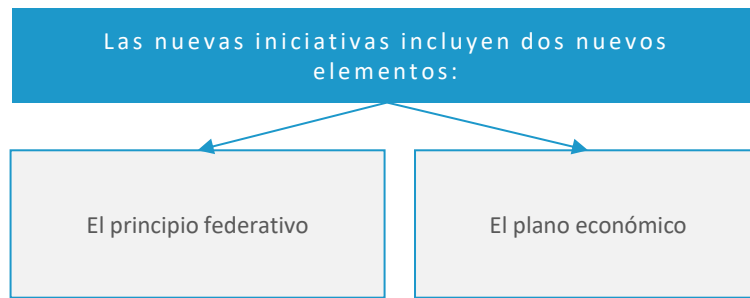 Las nuevas iniciativas incluyen dos nuevos
elementos:
El principio federativo
El plano económico